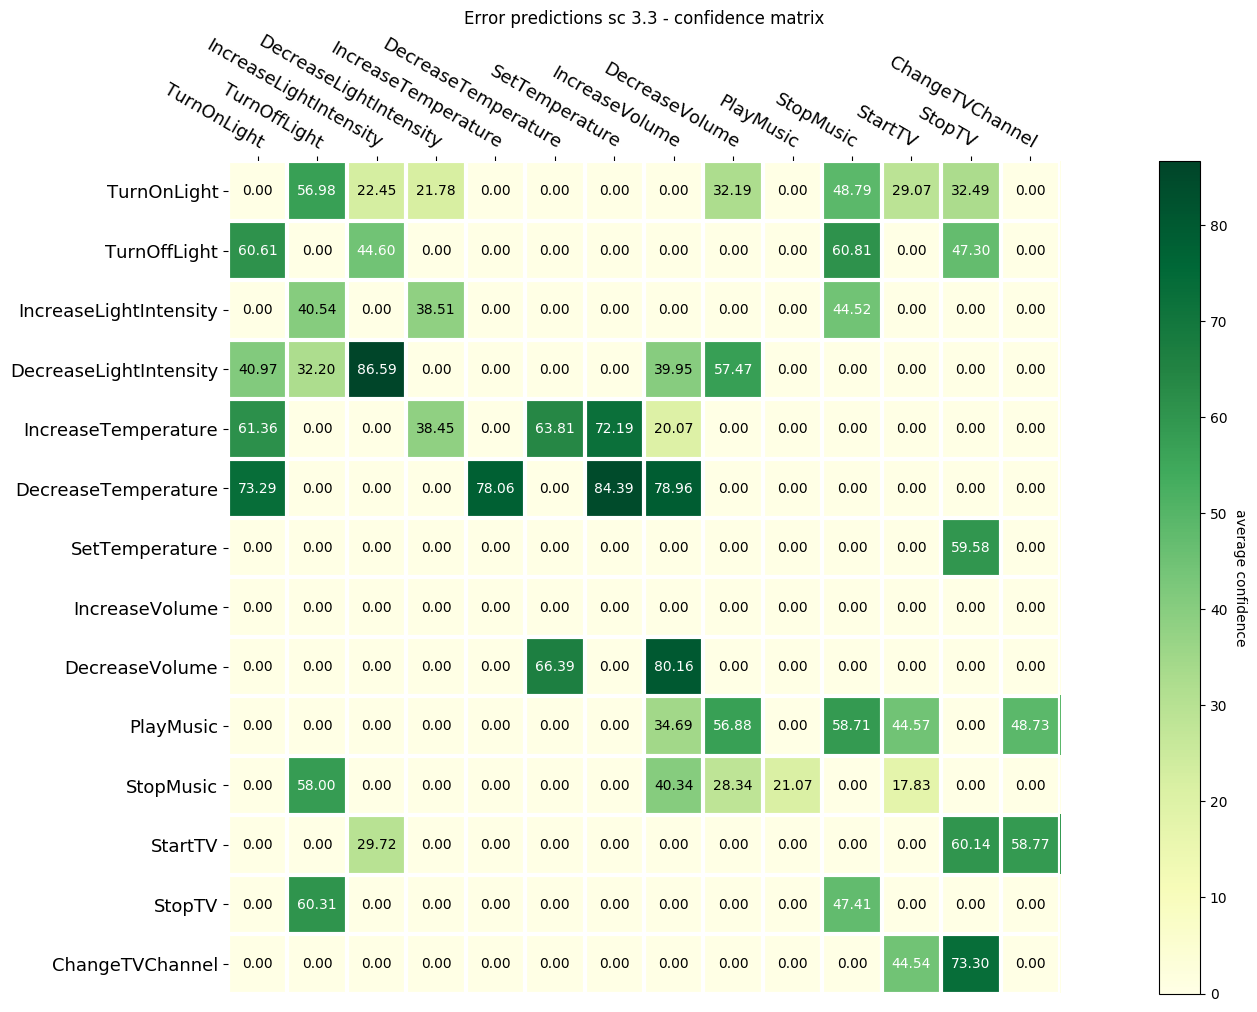 Error predictions sc 3.3 - confidence matrix
TurnOnLight
TurnOffLight
IncreaseLightIntensity
DecreaseLightIntensity
IncreaseTemperature
DecreaseTemperature
SetTemperature
IncreaseVolume
DecreaseVolume
PlayMusic
StopMusic
StartTV
StopTV
ChangeTVChannel
TurnOnLight 0.00 56.98 22.45 21.78 0.00 0.00 0.00 0.00 32.19 0.00 48.79 29.07 32.49 0.00
TurnOffLight 60.61 0.00 44.60 0.00 0.00 0.00 0.00 0.00 0.00 0.00 60.81 0.00 47.30 0.00
IncreaseLightIntensity 0.00 40.54 0.00 38.51 0.00 0.00 0.00 0.00 0.00 0.00 44.52 0.00 0.00 0.00
DecreaseLightIntensity 40.97 32.20 86.59 0.00 0.00 0.00 0.00 39.95 57.47 0.00 0.00 0.00 0.00 0.00
IncreaseTemperature 61.36 0.00 0.00 38.45 0.00 63.81 72.19 20.07 0.00 0.00 0.00 0.00 0.00 0.00
DecreaseTemperature 73.29 0.00 0.00 0.00 78.06 0.00 84.39 78.96 0.00 0.00 0.00 0.00 0.00 0.00
SetTemperature 0.00 0.00 0.00 0.00 0.00 0.00 0.00 0.00 0.00 0.00 0.00 0.00 59.58 0.00
IncreaseVolume 0.00 0.00 0.00 0.00 0.00 0.00 0.00 0.00 0.00 0.00 0.00 0.00 0.00 0.00
DecreaseVolume 0.00 0.00 0.00 0.00 0.00 66.39 0.00 80.16 0.00 0.00 0.00 0.00 0.00 0.00
PlayMusic 0.00 0.00 0.00 0.00 0.00 0.00 0.00 34.69 56.88 0.00 58.71 44.57 0.00 48.73
StopMusic 0.00 58.00 0.00 0.00 0.00 0.00 0.00 40.34 28.34 21.07 0.00 17.83 0.00 0.00
StartTV 0.00 0.00 29.72 0.00 0.00 0.00 0.00 0.00 0.00 0.00 0.00 0.00 60.14 58.77
StopTV 0.00 60.31 0.00 0.00 0.00 0.00 0.00 0.00 0.00 0.00 47.41 0.00 0.00 0.00
ChangeTVChannel 0.00 0.00 0.00 0.00 0.00 0.00 0.00 0.00 0.00 0.00 0.00 44.54 73.30 0.00
80
70
60
50
40
30
20
10
0
average confidence